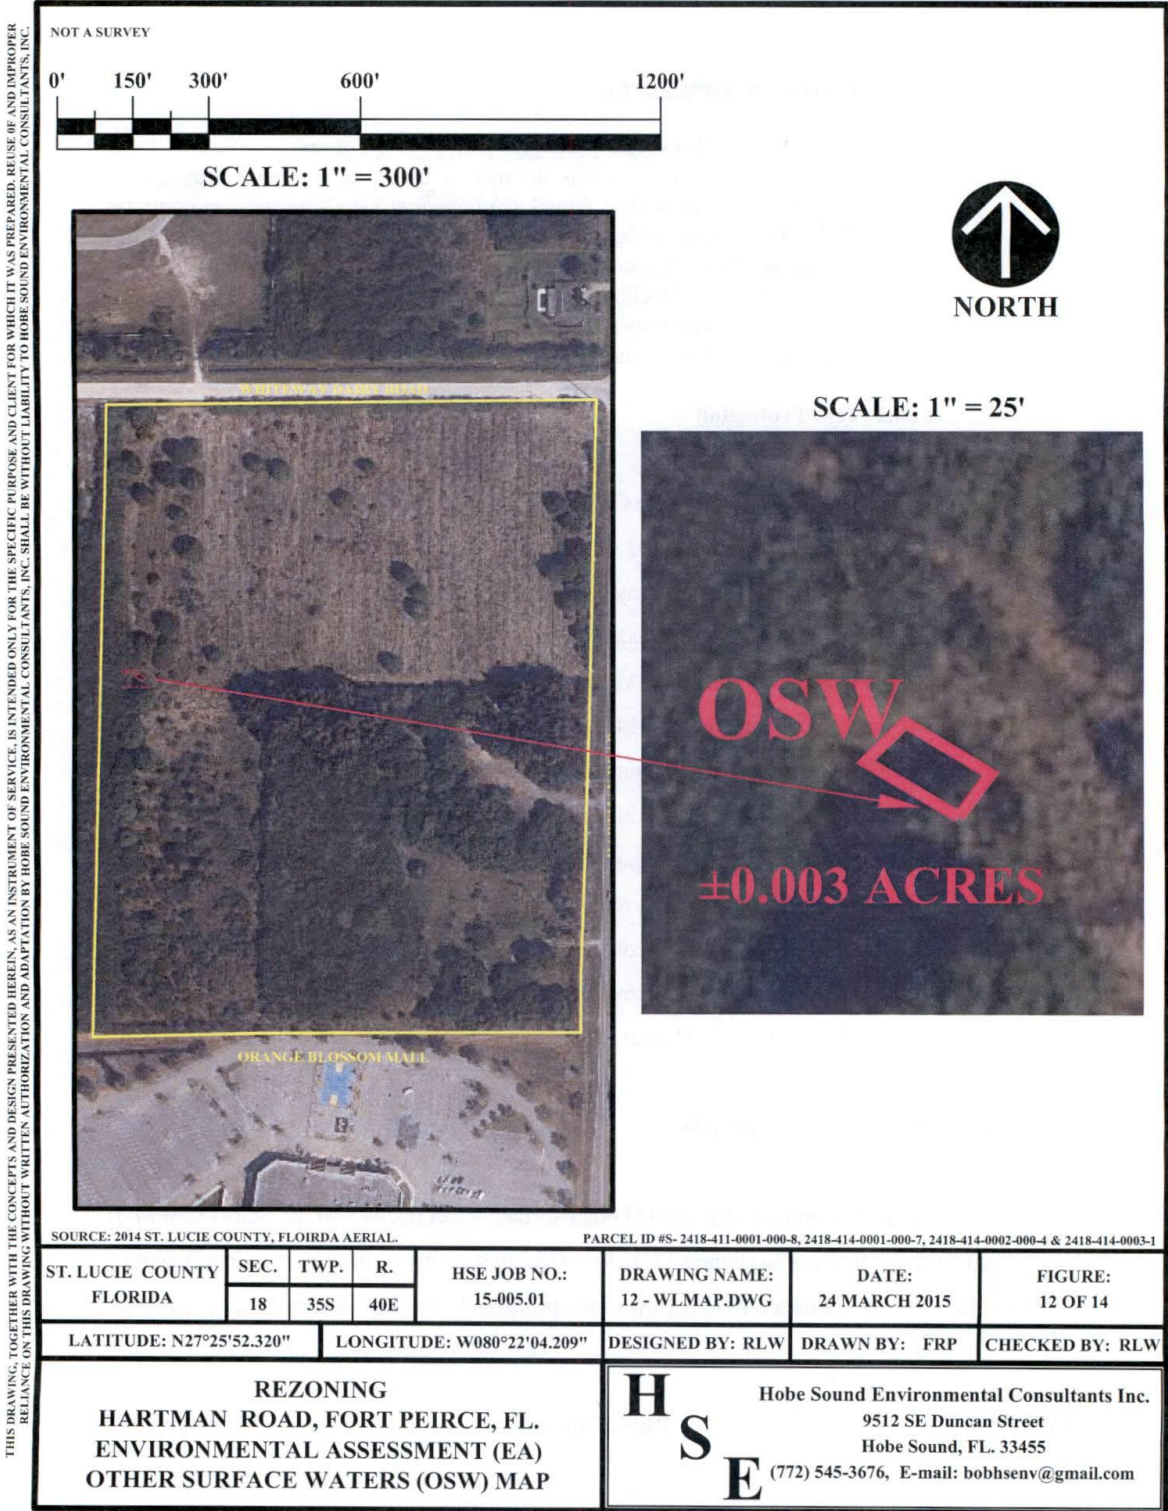 THIS DRAWING, TOGETHER WITH THE CONCEPTS AND DESIGN PRESENTED HEREIN, AS AN INSTRUMENT OF SERVICE, IS INTENDED ONLY FOR THE SPECIFIC PURPOSE AND CLIENT FOR WHICH IT WAS PREPARED. REUSE OF AND IMPROPER
RELIANCE ON THIS DRAWING WITHOUT WRITTEN AUTHORIZATION AND ADAPTATION BY HOBE SOUND ENVIRONMENTAL CONSULTANTS, INC. SHALL BE WITHOUT LIABILITY TO HOBE SOUND ENVIRONMENTAL CONSULTANTS, INC.
NOT A SURVEY
0' 150' 300' 600' 1200'
SCALE: 1" = 300'
NORTH
SCALE: 1" = 25'
WHITEWAY DAIRY ROAD
OSW
±0.003 ACRES
ORANGE BLOSSOM MALL
SOURCE: 2014 ST. LUCIE COUNTY, FLOIRDA AERIAL.
PARCEL ID #S- 2418-411-0001-000-8, 2418-414-0001-000-7, 2418-414-0002-000-4 & 2418-414-0003-1
ST. LUCIE COUNTY
FLORIDA
SEC. TWP. R.
18 35S 40E
HSE JOB NO.:
15-005.01
DRAWING NAME:
12 - WLMAP.DWG
DATE:
24 MARCH 2015
FIGURE:
12 OF 14
LATITUDE: N27°25'52.320"
LONGITUDE: W080°22'04.209"
DESIGNED BY: RLW
DRAWN BY: FRP
CHECKED BY: RLW
REZONING
HARTMAN ROAD, FORT PEIRCE, FL.
ENVIRONMENTAL ASSESSMENT (EA)
OTHER SURFACE WATERS (OSW) MAP
H
S
E
Hobe Sound Environmental Consultants Inc.
9512 SE Duncan Street
Hobe Sound, FL. 33455
(772) 545-3676, E-mail: bobhsenv@gmail.com